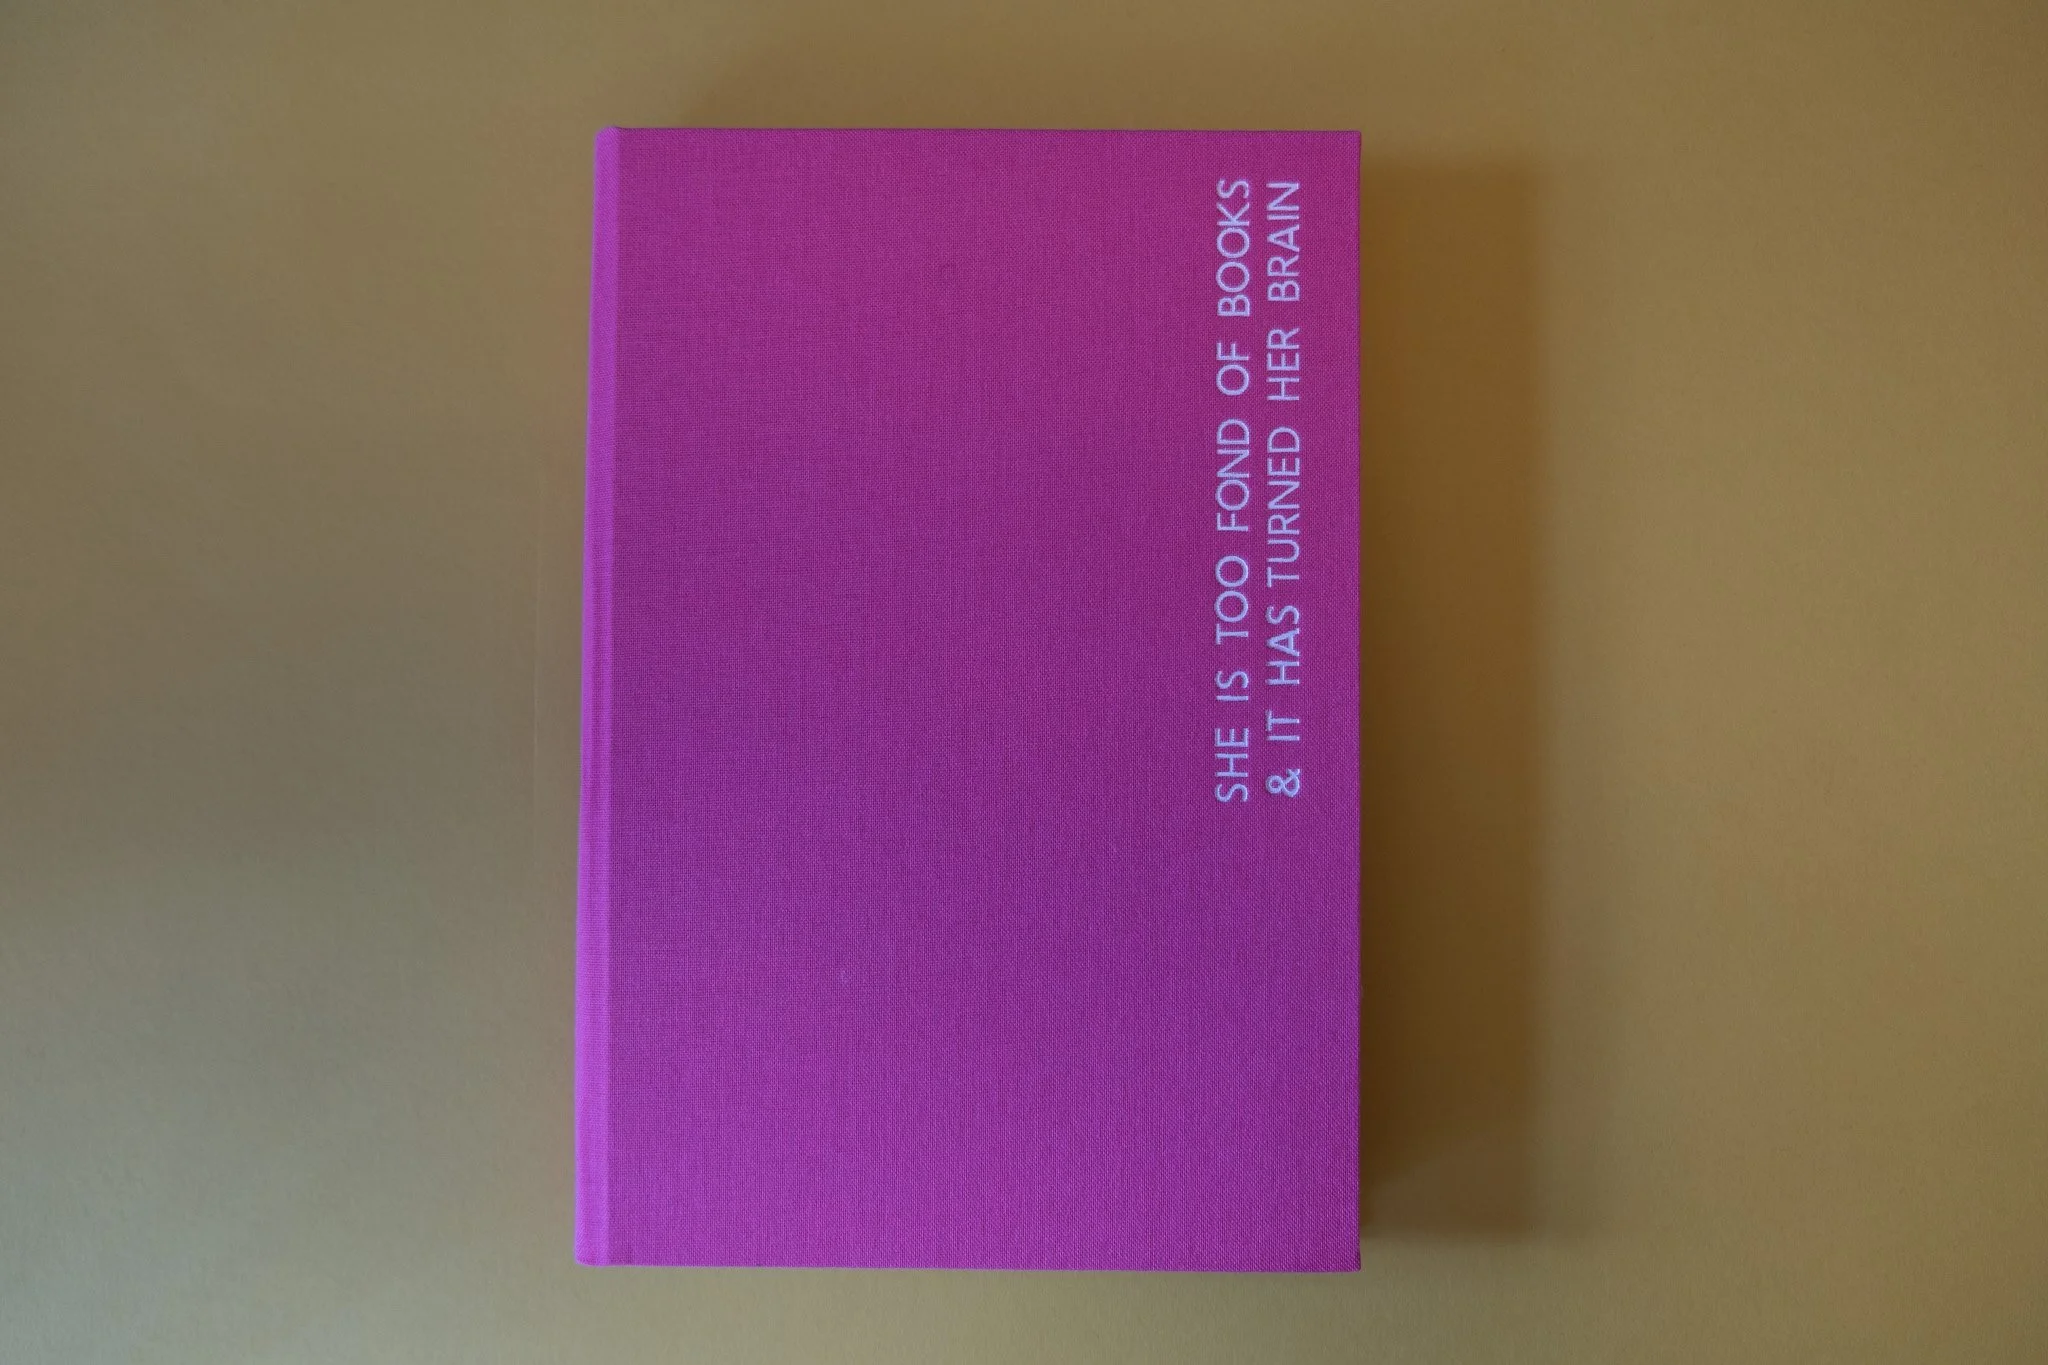 SHE IS TOO FOND OF BOOKS
& IT HAS TURNED HER BRAIN